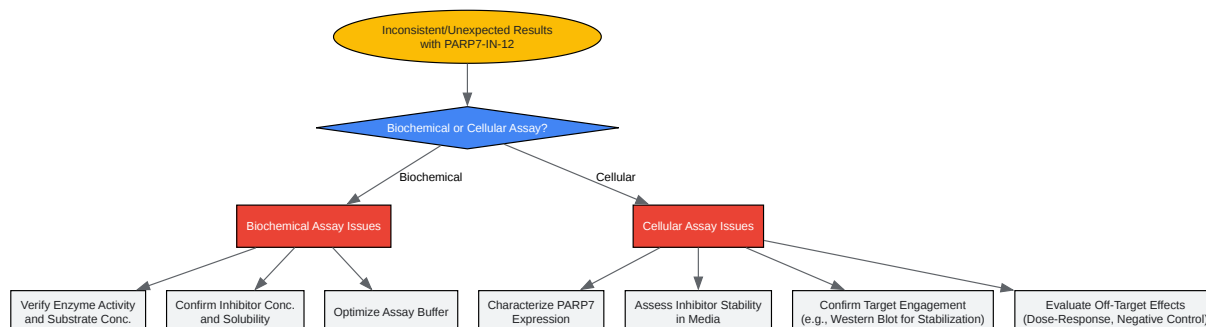 Inconsistent/Unexpected Results
with PARP7-IN-12
Biochemical or Cellular Assay?
Biochemical
Cellular
Biochemical Assay Issues
Cellular Assay Issues
Verify Enzyme Activity
and Substrate Conc.
Confirm Inhibitor Conc.
and Solubility
Optimize Assay Buffer
Characterize PARP7
Expression
Assess Inhibitor Stability
in Media
Confirm Target Engagement
(e.g., Western Blot for Stabilization)
Evaluate Off-Target Effects
(Dose-Response, Negative Control)